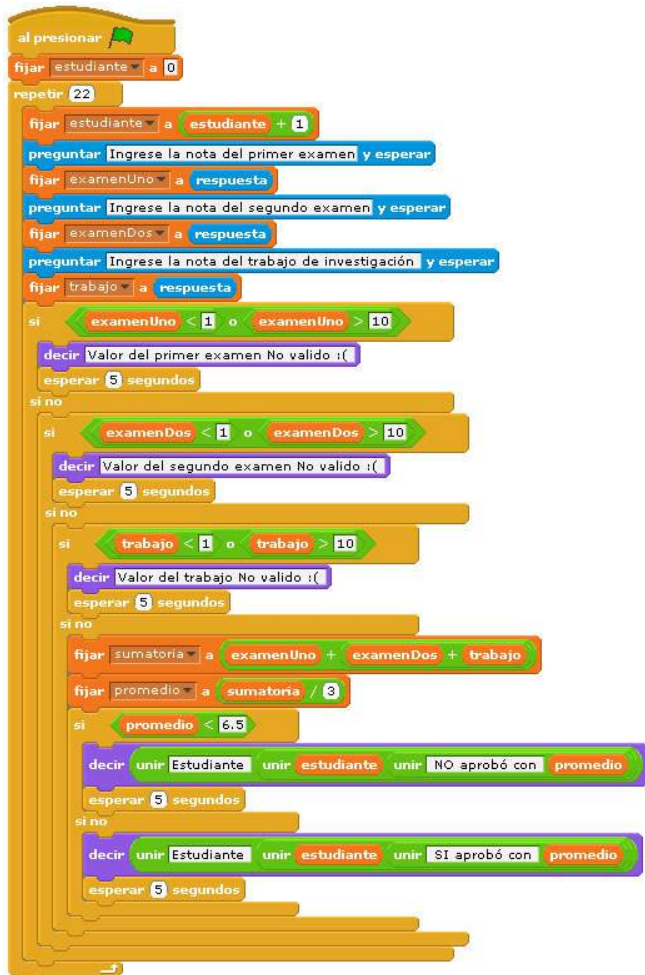 al presionar
fijar estudiante a 0
repetir 22
fijar estudiante a estudiante + 1
preguntar Ingrese la nota del primer examen y esperar
fijar examenUno a respuesta
preguntar Ingrese la nota del segundo examen y esperar
fijar examenDos a respuesta
preguntar Ingrese la nota del trabajo de investigación y esperar
fijar trabajo a respuesta
si examenUno < 1 o examenUno > 10
decir Valor del primer examen No valido :(
esperar 5 segundos
si no
si examenDos < 1 o examenDos > 10
decir Valor del segundo examen No valido :(
esperar 5 segundos
si no
si trabajo < 1 o trabajo > 10
decir Valor del trabajo No valido :(
esperar 5 segundos
si no
fijar sumatoria a examenUno + examenDos + trabajo
fijar promedio a sumatoria / 3
si promedio < 6.5
decir unir Estudiante unir estudiante unir NO aprobó con promedio
esperar 5 segundos
si no
decir unir Estudiante unir estudiante unir SI aprobó con promedio
esperar 5 segundos